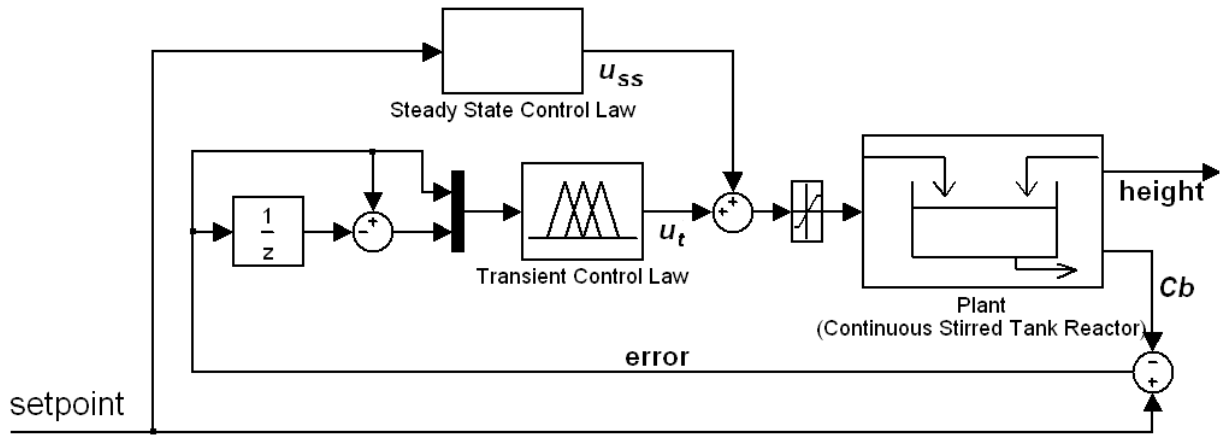 u_ss
Steady State Control Law
+
+
1
z
+
-
u_t
Transient Control Law
height
Cb
Plant
(Continuous Stirred Tank Reactor)
error
-
+
setpoint